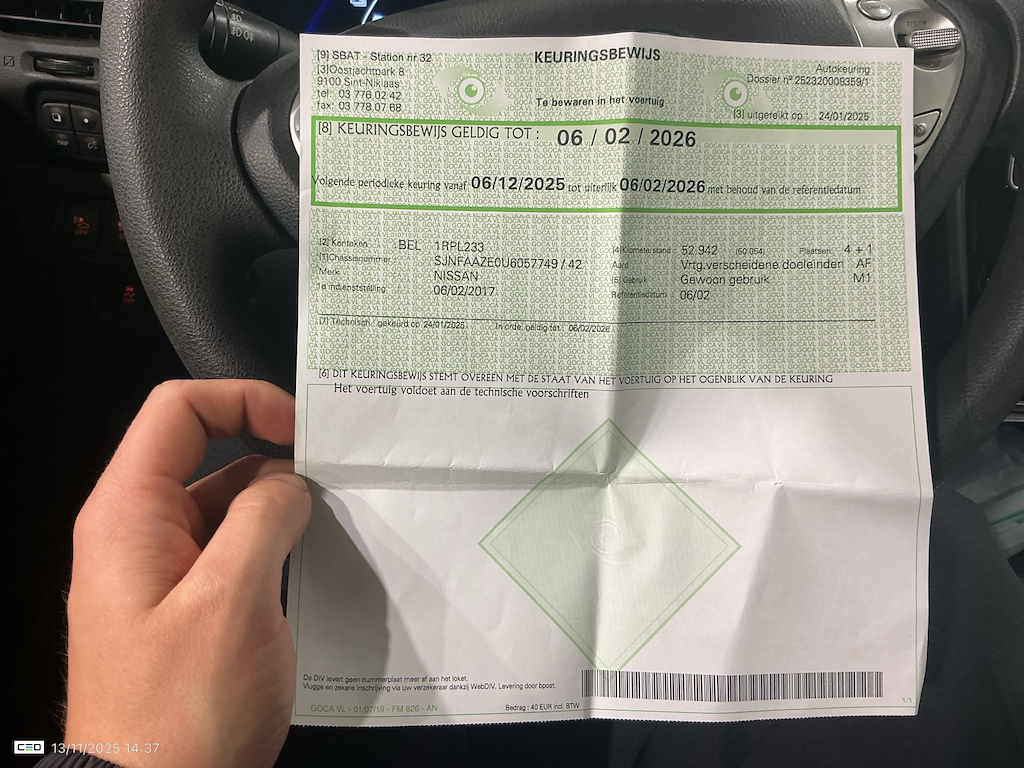 [9] SBAT - Station nr 32
KEURINGSBEWIJS
[3]Oostjachtpark 8
9100 Sint-Niklaas
tel: 03 776 02 42
fax: 03 778 07 68
Autokeuring
Dossier nº 252320009359/1
Te bewaren in het voertuig
[3] uitgereikt op : 24/01/2025
[8] KEURINGSBEWIJS GELDIG TOT : 06 / 02 / 2026
Volgende periodieke keuring vanaf 06/12/2025 tot uiterlijk 06/02/2026 met behoud van de referentiedatum
[2] Kenteken : BEL 1RPL233
[4] Kilometerstand 52.942 (50.054) Plaatsen: 4 + 1
[1] Chassisnummer : SJNFAAZE0U6057749 / 42
Aard Vrtg.verscheidene doeleinden AF
Merk NISSAN
[5] Gebruik Gewoon gebruik M1
1e indienststelling: 06/02/2017
Referentiedatum 06/02
[7] Technisch : gekeurd op 24/01/2025 In orde, geldig tot : 06/02/2026
[6] DIT KEURINGSBEWIJS STEMT OVEREEN MET DE STAAT VAN HET VOERTUIG OP HET OGENBLIK VAN DE KEURING
Het voertuig voldoet aan de technische voorschriften
De DIV levert geen nummerplaat meer af aan het loket.
Vlugge en zekere inschrijving via uw verzekeraar dankzij WebDIV. Levering door bpost.
GOCA VL - 01/07/19 - FM 826 - AN
Bedrag : 40 EUR incl. BTW
1/1
CEO 13/11/2025 14:37